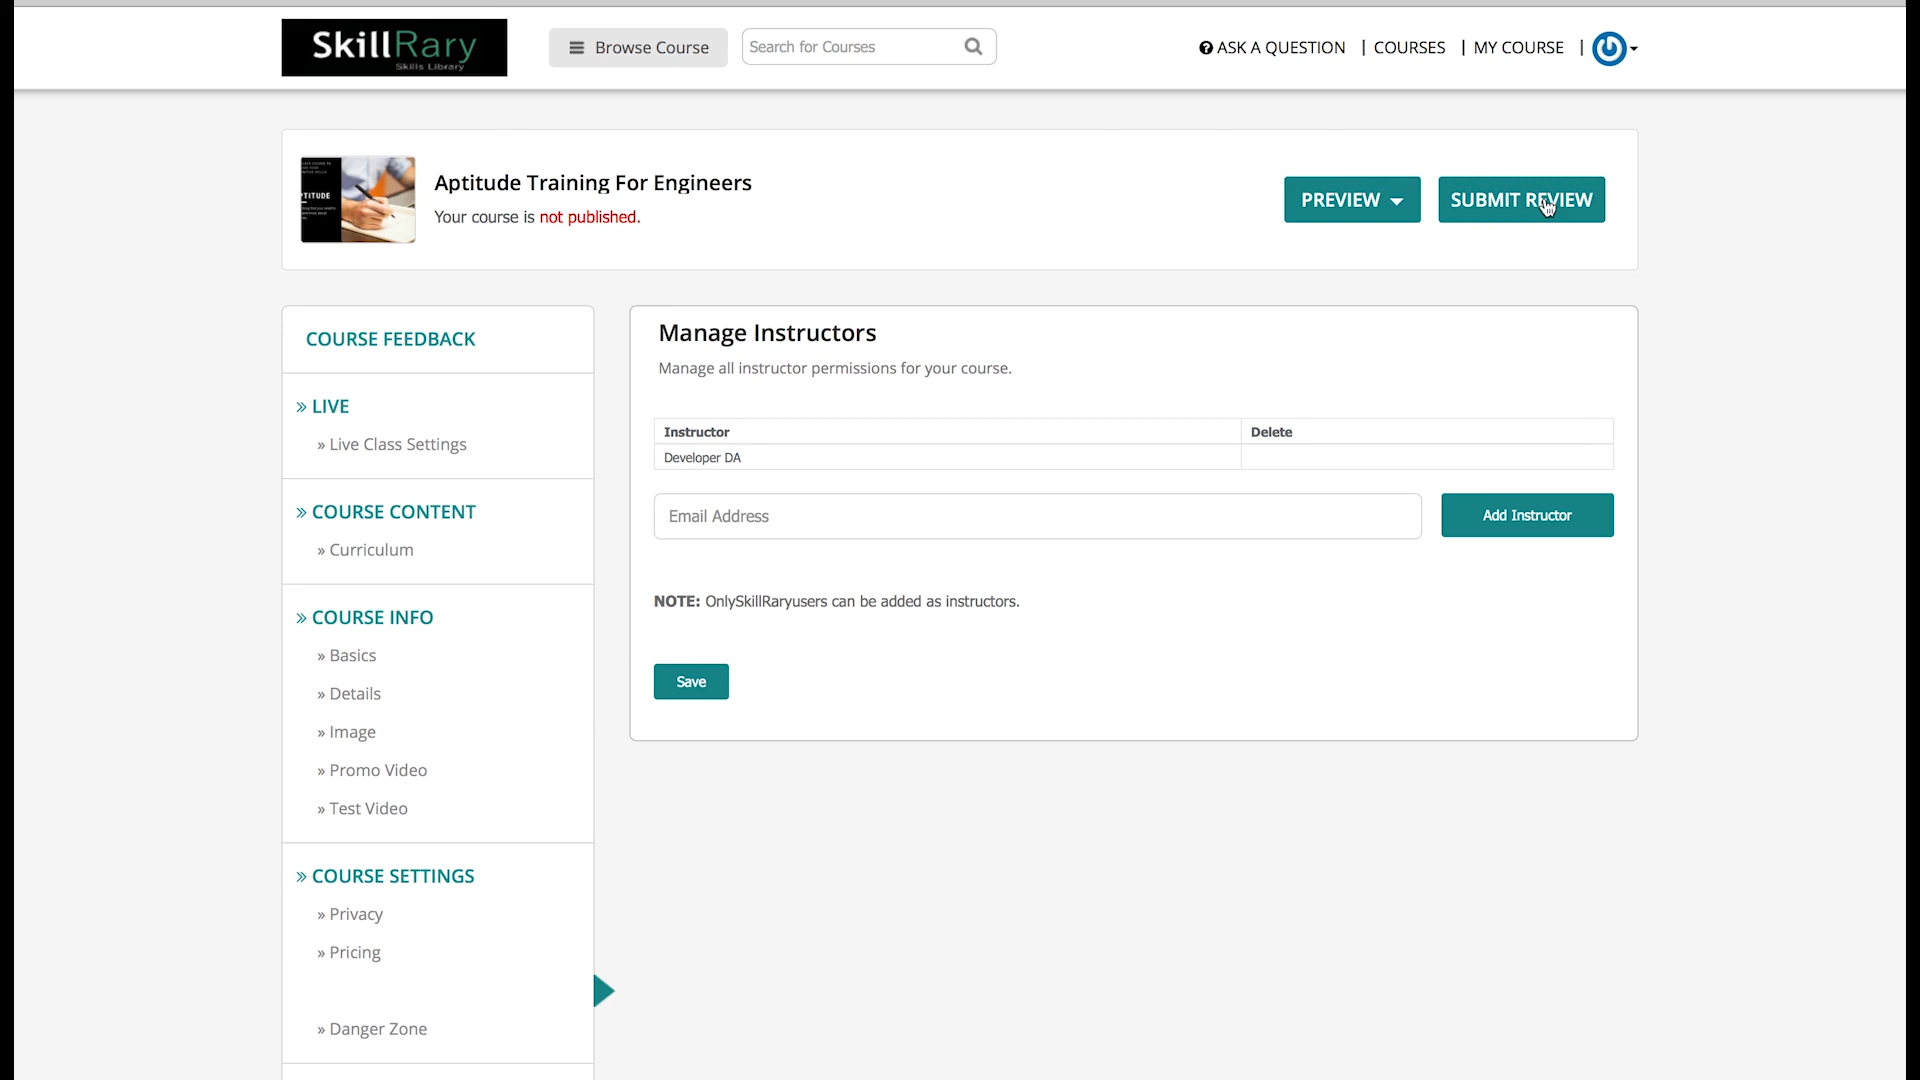 SkillRary
Skills Library
Browse Course
Search for Courses
ASK A QUESTION | COURSES | MY COURSE |
APTITUDE
Aptitude Training For Engineers
Your course is not published.
PREVIEW
SUBMIT REVIEW
COURSE FEEDBACK
» LIVE
» Live Class Settings
» COURSE CONTENT
» Curriculum
» COURSE INFO
» Basics
» Details
» Image
» Promo Video
» Test Video
» COURSE SETTINGS
» Privacy
» Pricing
» Danger Zone
Manage Instructors
Manage all instructor permissions for your course.
Instructor Delete
Developer DA
Email Address
Add Instructor
NOTE: OnlySkillRaryusers can be added as instructors.
Save